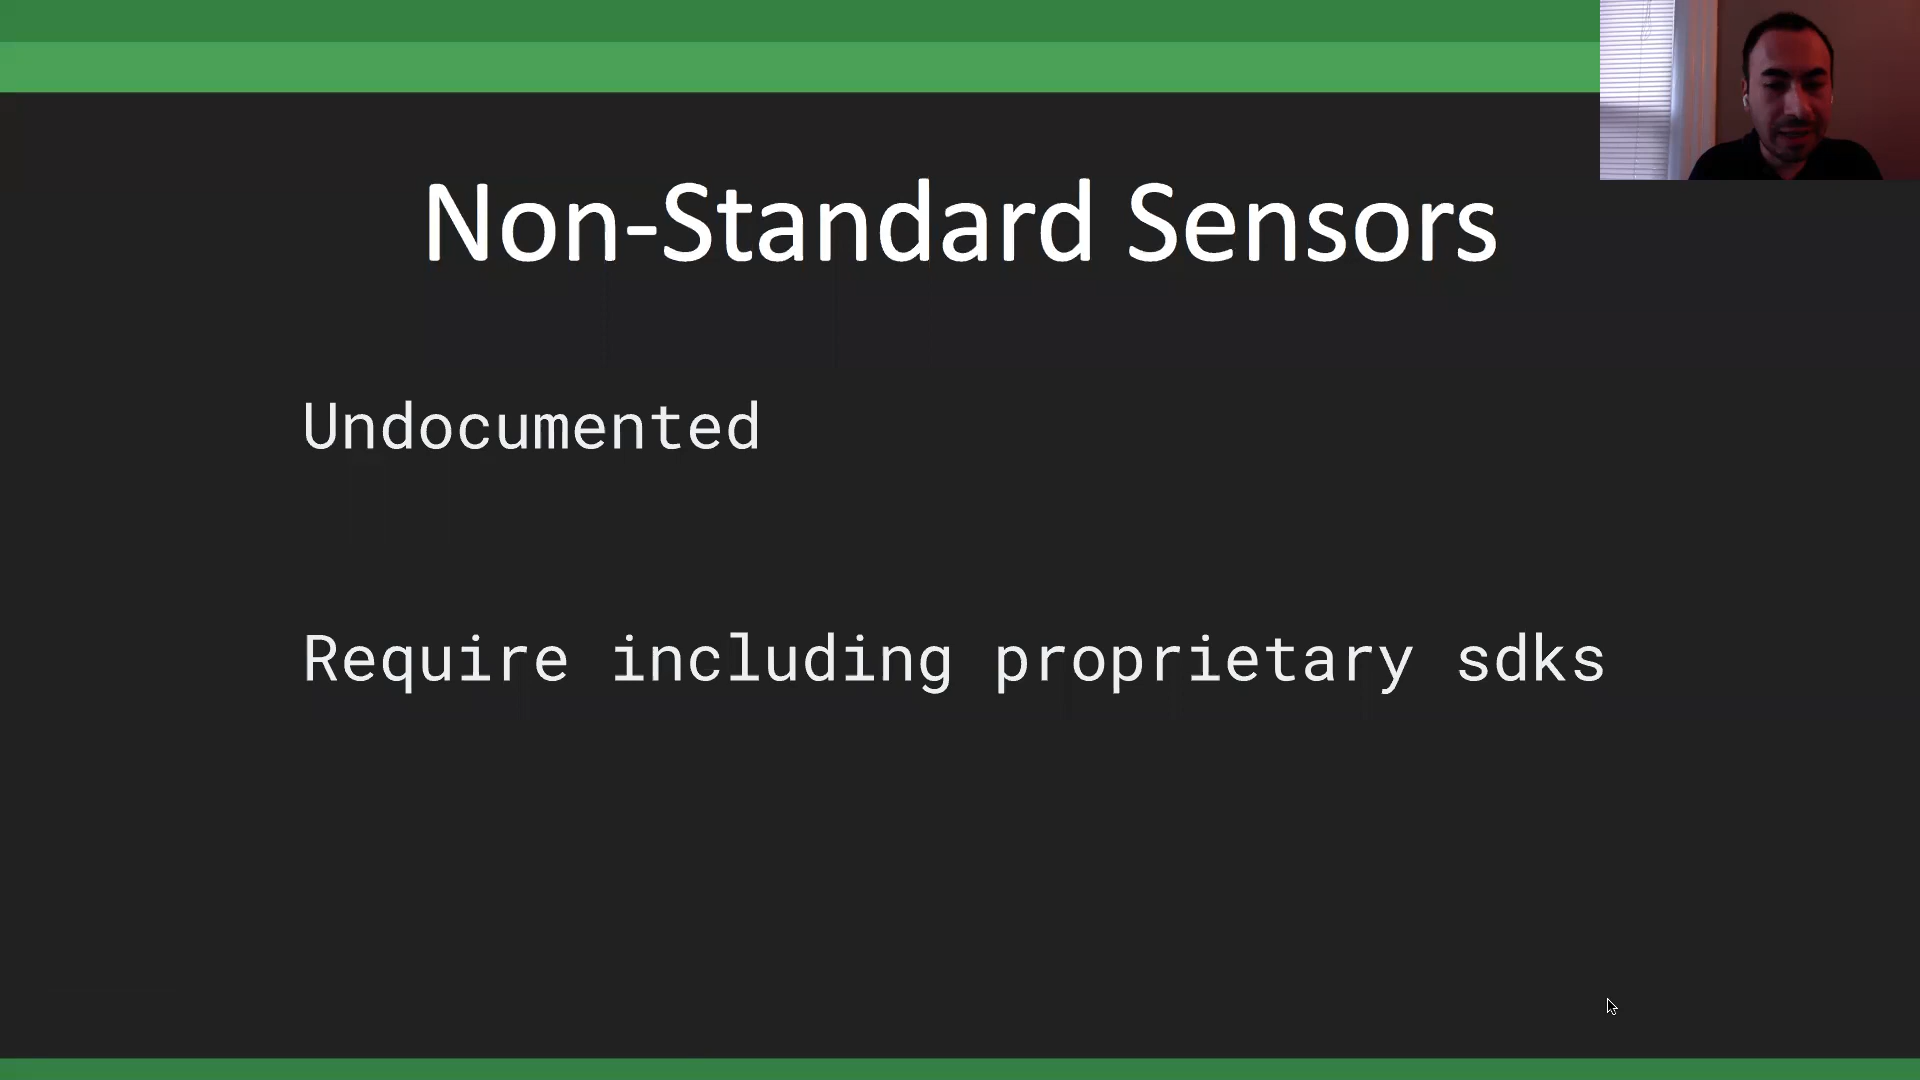 Non-Standard Sensors
Undocumented
Require including proprietary sdks